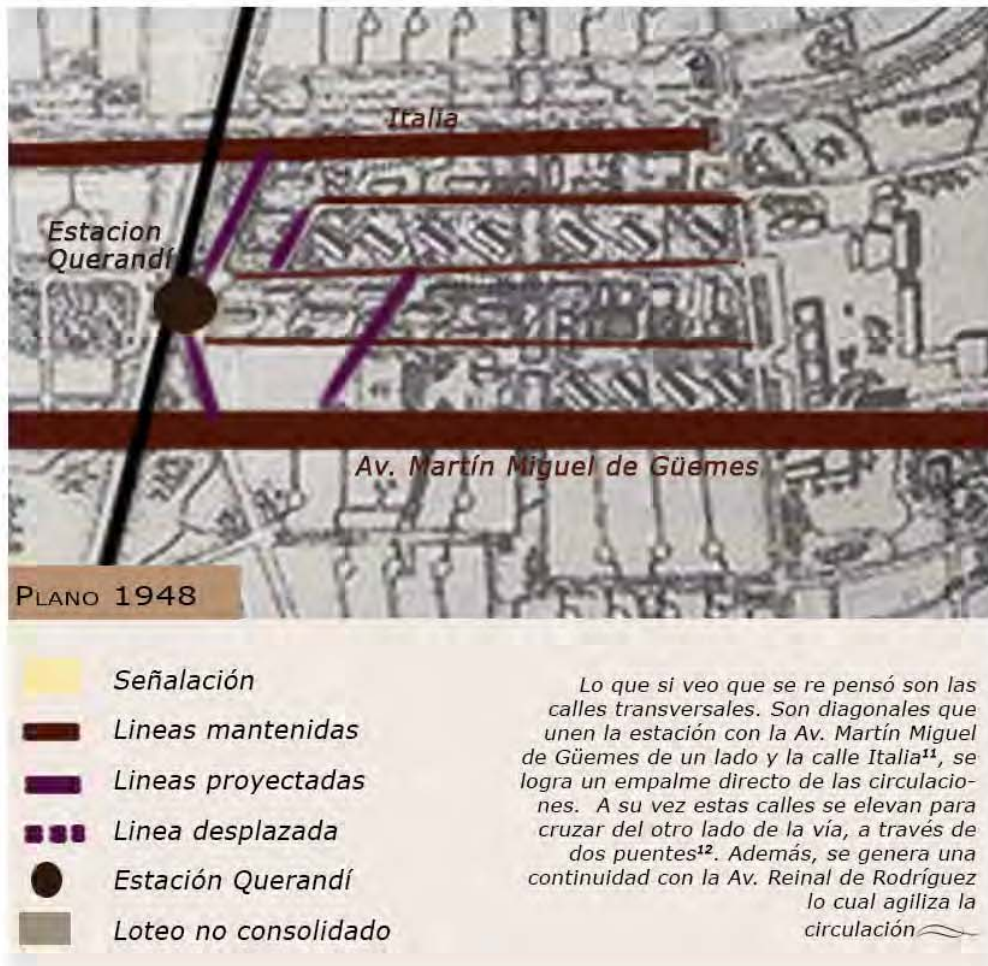 Italia
Estacion
Querandí
Av. Martín Miguel de Güemes
Plano 1948
Señalación
Lineas mantenidas
Lineas proyectadas
Linea desplazada
Estación Querandí
Loteo no consolidado
Lo que si veo que se re pensó son las
calles transversales. Son diagonales que
unen la estación con la Av. Martín Miguel
de Güemes de un lado y la calle Italia¹¹, se
logra un empalme directo de las circulacio-
nes. A su vez estas calles se elevan para
cruzar del otro lado de la vía, a través de
dos puentes¹². Además, se genera una
continuidad con la Av. Reinal de Rodríguez
lo cual agiliza la
circulación